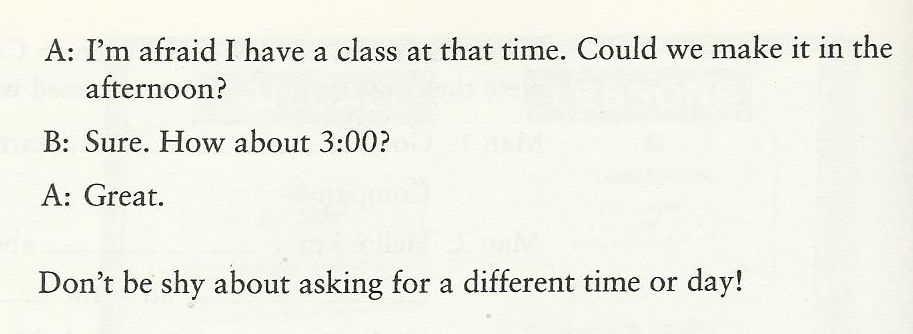 A: I'm afraid I have a class at that time. Could we make it in the
afternoon?
B: Sure. How about 3:00?
A: Great.
Don't be shy about asking for a different time or day!